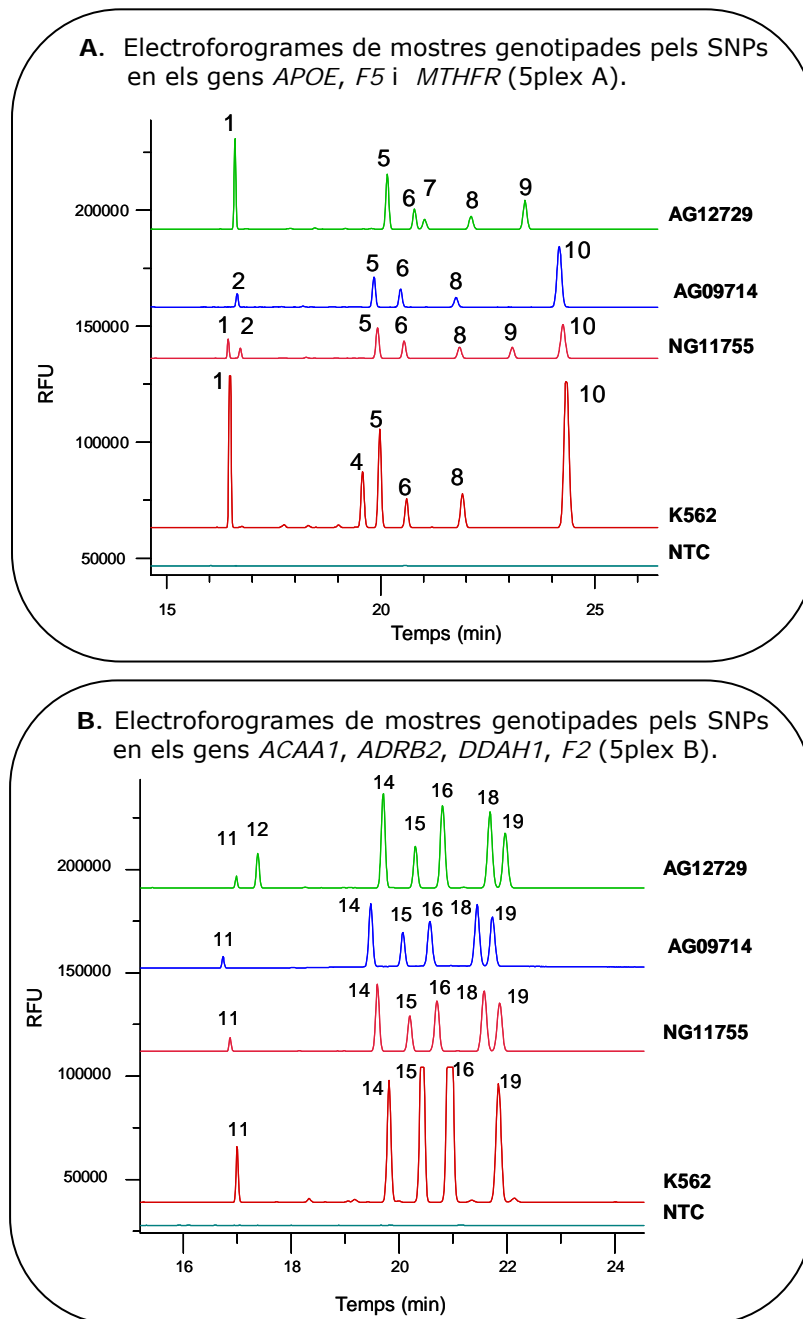 A. Electroforogrames de mostres genotipades pels SNPs
en els gens APOE, F5 i MTHFR (5plex A).
1 5 6 7 8 9
AG12729
200000
2 5 6 8 10
AG09714
150000
1 2 5 6 8 9 10
NG11755
RFU
1 4 5 6 8 10
100000
K562
NTC
50000
15 20 25
Temps (min)
B. Electroforogrames de mostres genotipades pels SNPs
en els gens ACAA1, ADRB2, DDAH1, F2 (5plex B).
11 12 14 15 16 18 19
AG12729
200000
11 14 15 16 18 19
AG09714
150000
11 14 15 16 18 19
NG11755
RFU
100000
11 14 15 16 19
K562
50000
NTC
16 18 20 22 24
Temps (min)